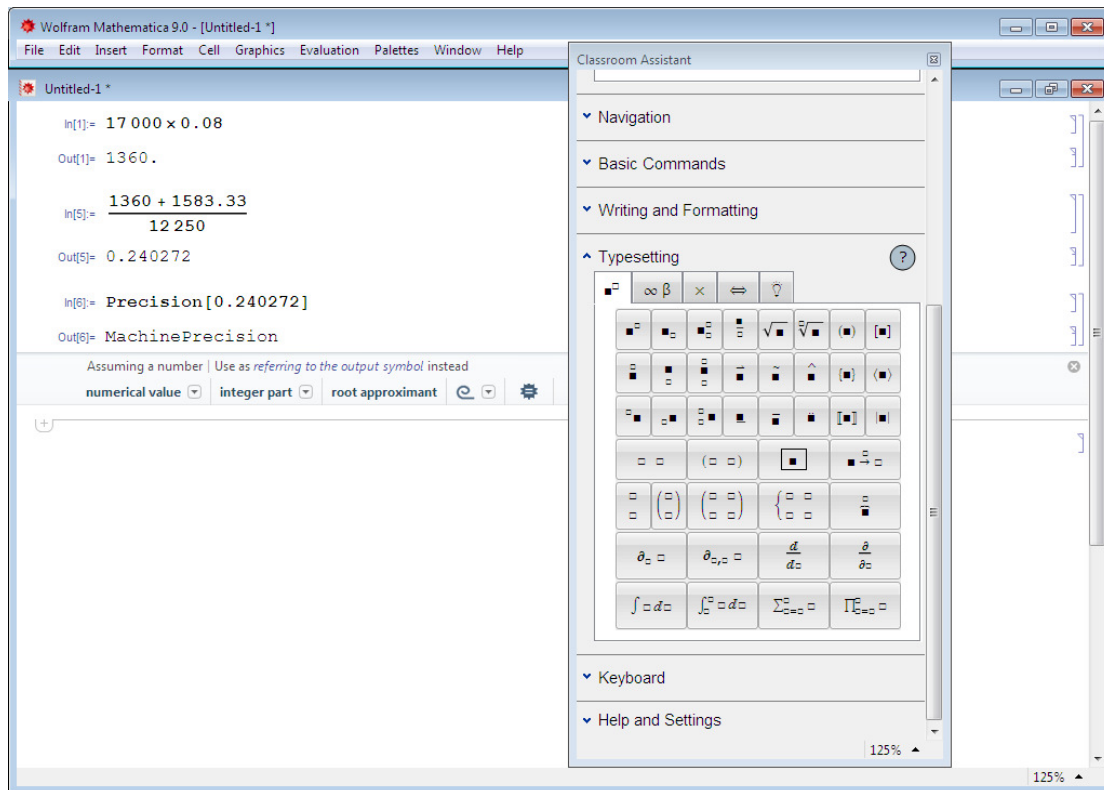 Wolfram Mathematica 9.0 - [Untitled-1 *]
File Edit Insert Format Cell Graphics Evaluation Palettes Window Help
Untitled-1 *
In[1]:= 17 000 × 0.08
Out[1]= 1360.
In[5]:= 1360 + 1583.33
12 250
Out[5]= 0.240272
In[6]:= Precision[0.240272]
Out[6]= MachinePrecision
Assuming a number | Use as referring to the output symbol instead
numerical value integer part root approximant
Classroom Assistant
Navigation
Basic Commands
Writing and Formatting
Typesetting ?
■□ ∞ β × ⇔
■□ ■□ ■□□ ■/□ √■ □√■ (■) [■]
{■} ⟨■⟩
⟦■⟧ |■|
□ □ (□ □) ■ ■ →□ □
∂□ □ ∂□,□ □ d/d□ ∂/∂□
∫□d□ ∫□□ □d□ Σ□=□□ □ Π□=□□ □
Keyboard
Help and Settings
125%
125%